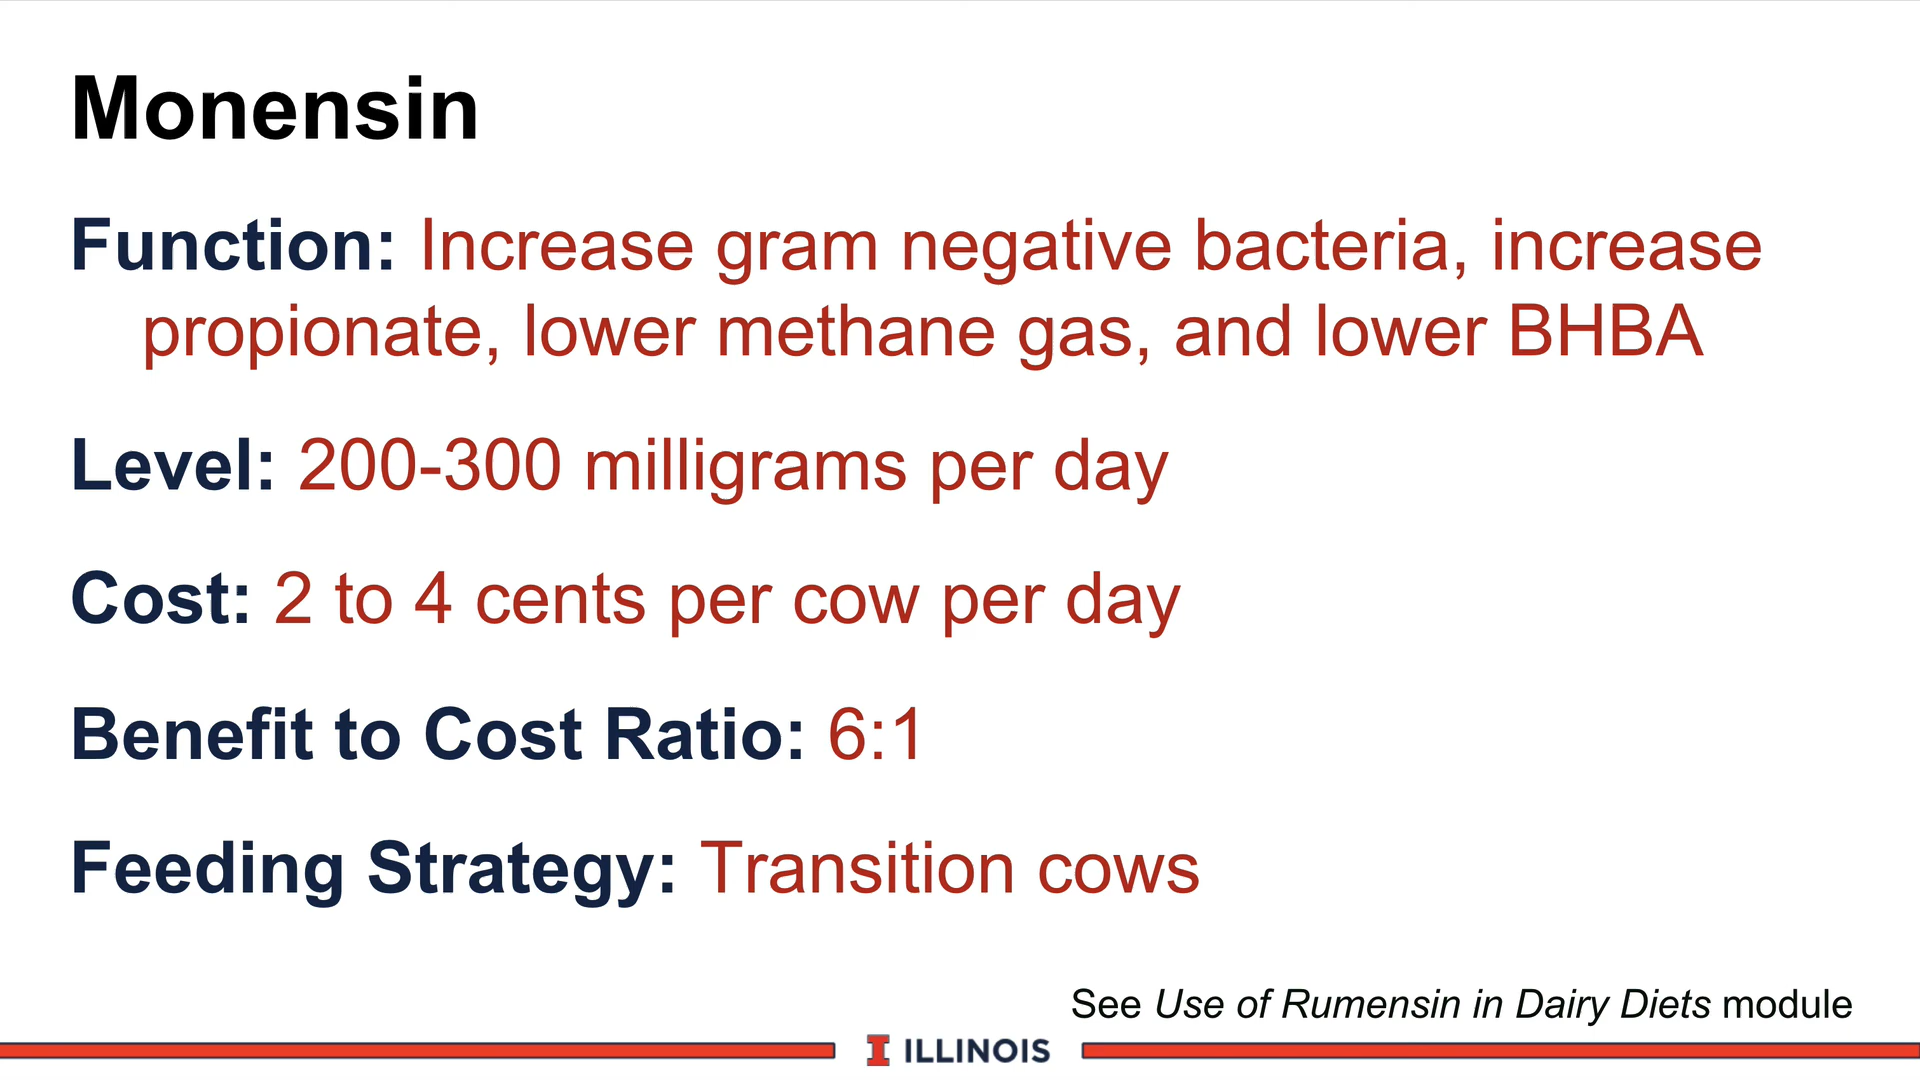 Monensin
Function: Increase gram negative bacteria, increase
propionate, lower methane gas, and lower BHBA
Level: 200-300 milligrams per day
Cost: 2 to 4 cents per cow per day
Benefit to Cost Ratio: 6:1
Feeding Strategy: Transition cows
See Use of Rumensin in Dairy Diets module
I ILLINOIS